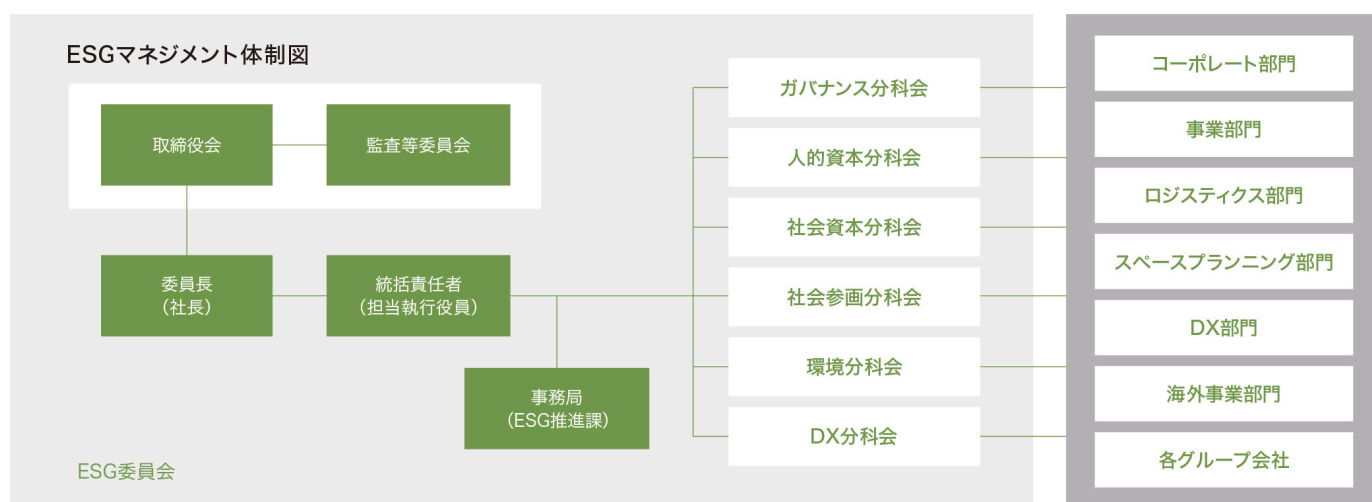 ESGマネジメント体制図
取締役会
監査等委員会
委員長
（社長）
統括責任者
（担当執行役員）
事務局
（ESG推進課）
ESG委員会
ガバナンス分科会
人的資本分科会
社会資本分科会
社会参画分科会
環境分科会
DX分科会
コーポレート部門
事業部門
ロジスティクス部門
スペースプランニング部門
DX部門
海外事業部門
各グループ会社